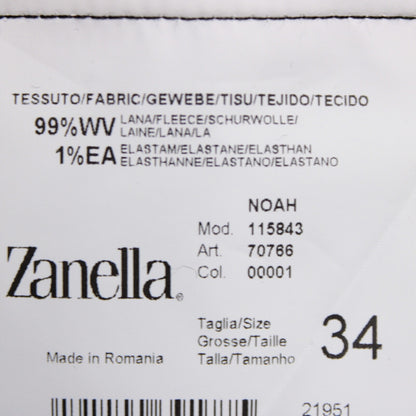 TESSUTO/FABRIC/GEWEBE/TISU/TEJIDO/TECIDO
99%WV LANA/FLEECE/SCHURWOLLE/
LAINE/LANA/LA
1%EA ELASTAM/ELASTANE/ELASTHAN
ELASTHANNE/ELASTANO/ELASTANO
NOAH
Mod. 115843
Art. 70766
Col. 00001
Zanella®
Taglia/Size
Grosse/Taille
Talla/Tamanho
34
Made in Romania
21951